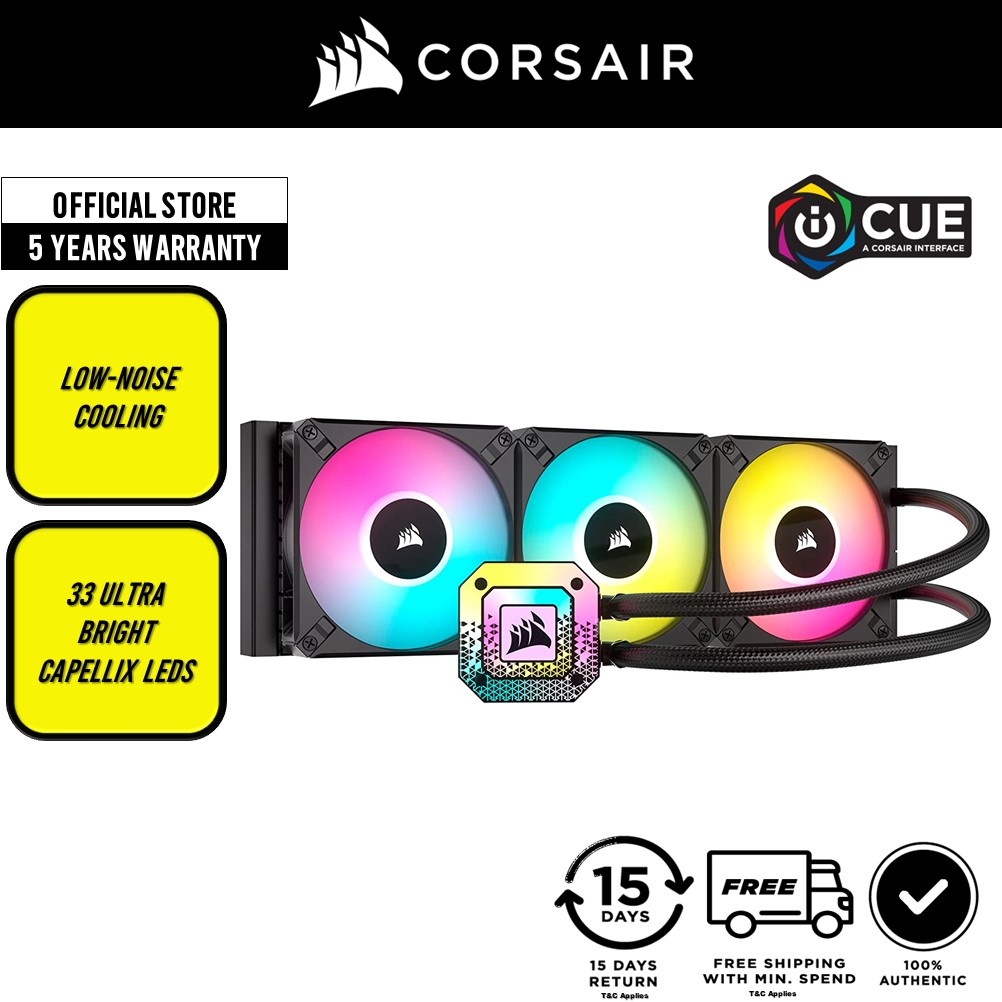 CORSAIR
OFFICIAL STORE
5 YEARS WARRANTY
iCUE
A CORSAIR INTERFACE
LOW-NOISE
COOLING
33 ULTRA
BRIGHT
CAPELLIX LEDS
15
DAYS
15 DAYS
RETURN
T&C Applies
FREE
FREE SHIPPING
WITH MIN. SPEND
T&C Applies
100%
AUTHENTIC